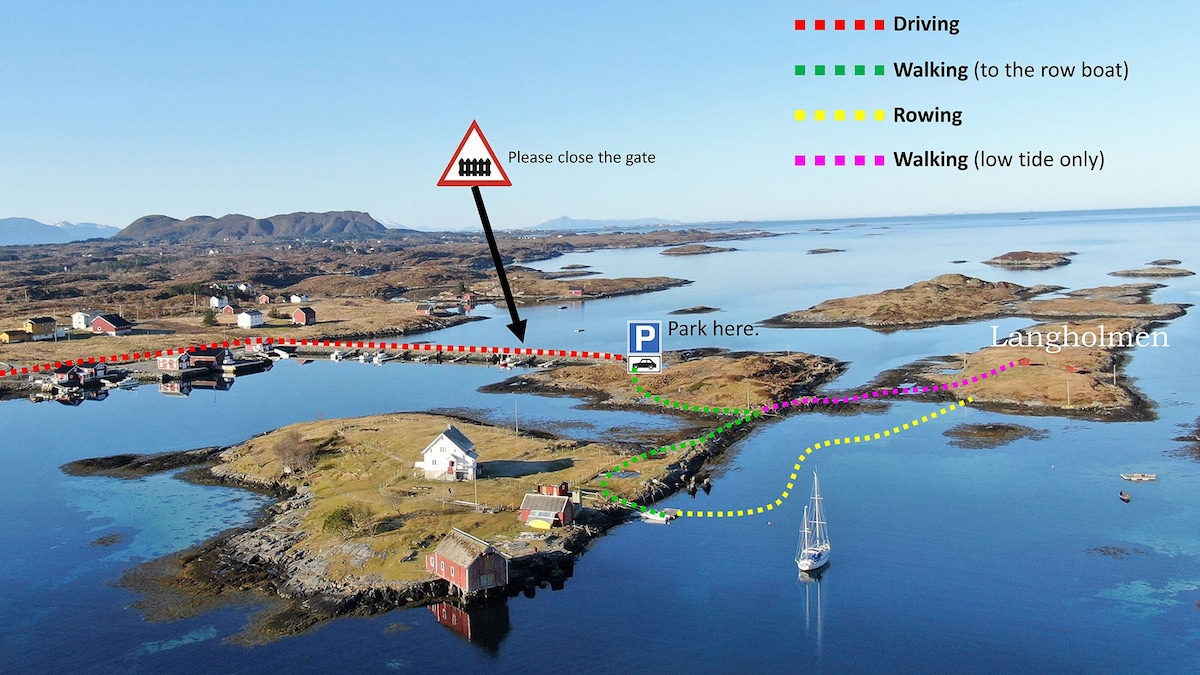 Driving
Walking (to the row boat)
Rowing
Walking (low tide only)
Please close the gate
P
Park here.
Langholmen